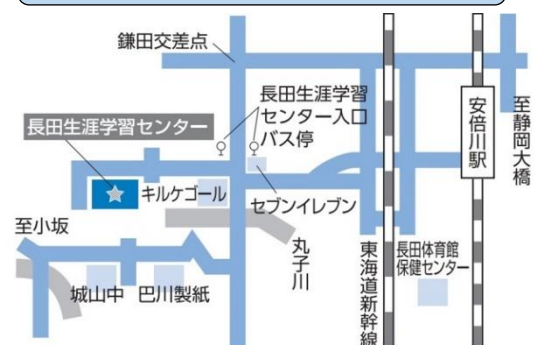 鎌田交差点
長田生涯学習
センター入口
バス停
長田生涯学習センター
安倍川駅
至静岡大橋
キルケゴール
セブンイレブン
至小坂
丸子川
東海道新幹線
長田体育館
保健センター
城山中
巴川製紙